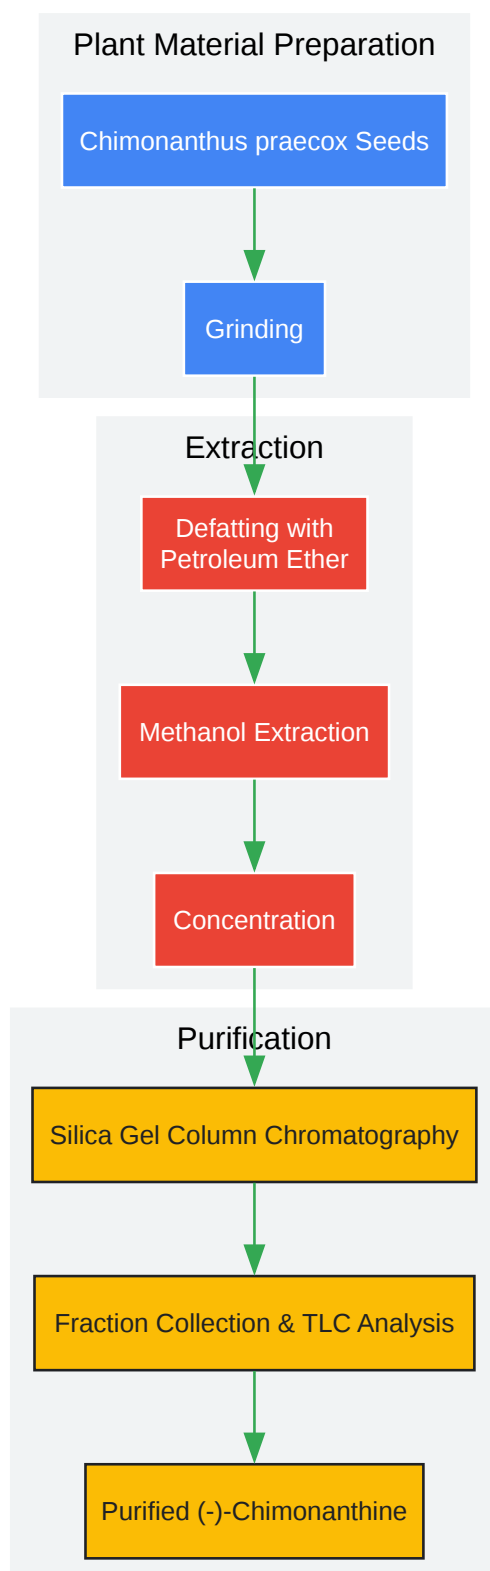 Plant Material Preparation
Chimonanthus praecox Seeds
Grinding
Extraction
Defatting with
Petroleum Ether
Methanol Extraction
Concentration
Purification
Silica Gel Column Chromatography
Fraction Collection & TLC Analysis
Purified (-)-Chimonanthine